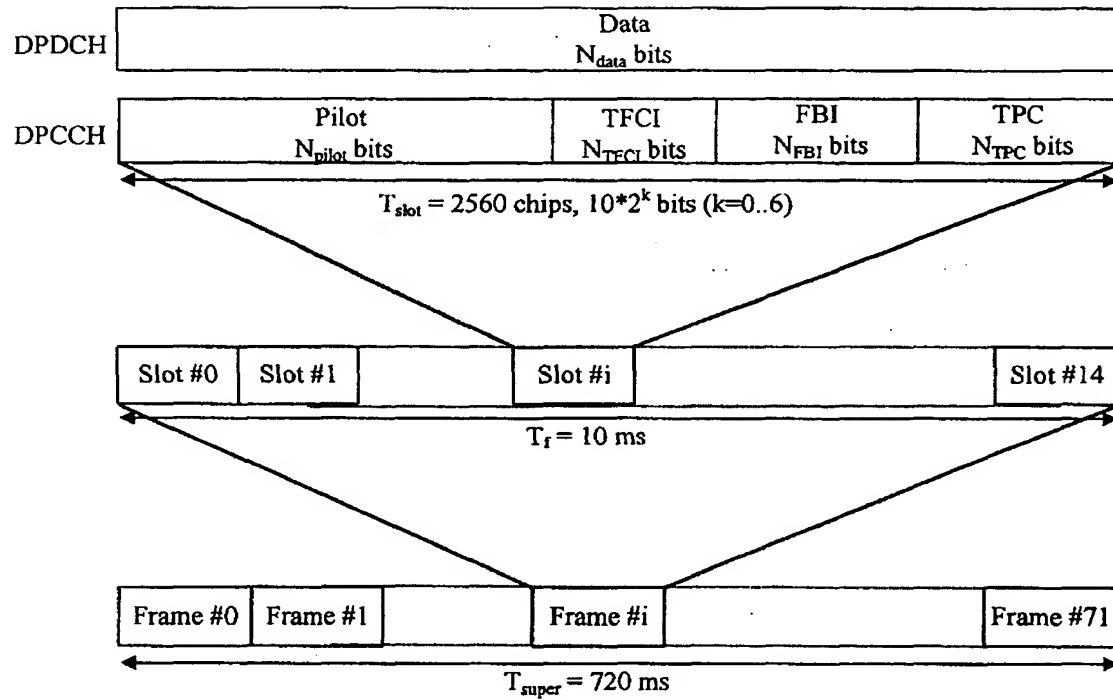 DPDCH
Data
N_data bits
DPCCH
Pilot
N_pilot bits
TFCI
N_TFCI bits
FBI
N_FBI bits
TPC
N_TPC bits
T_slot = 2560 chips, 10*2^k bits (k=0..6)
Slot #0 Slot #1 Slot #i Slot #14
T_f = 10 ms
Frame #0 Frame #1 Frame #i Frame #71
T_super = 720 ms